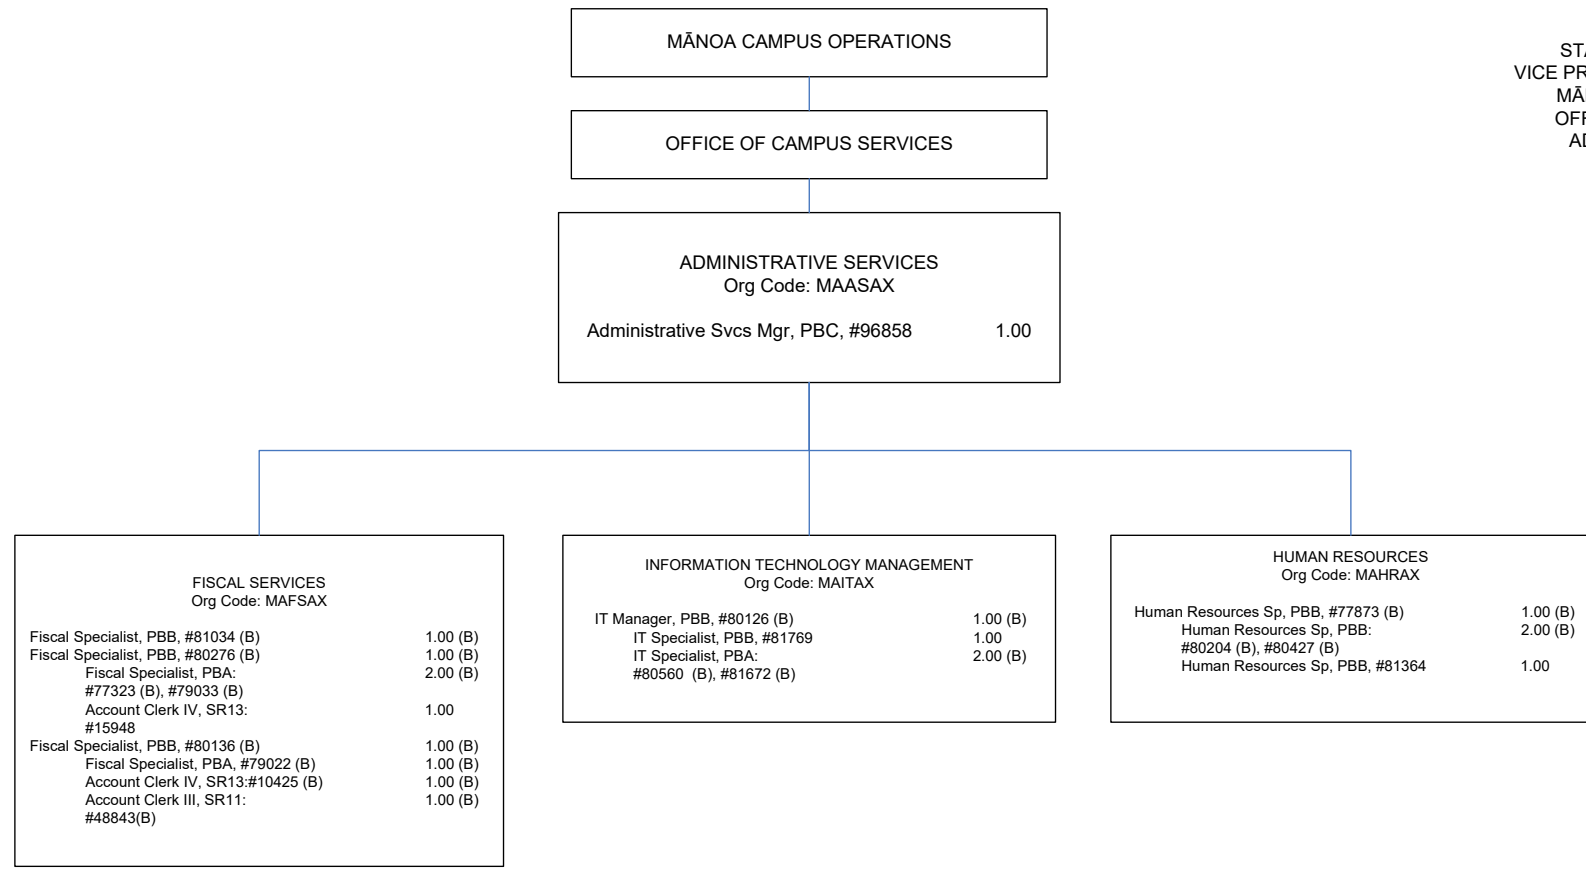 MĀNOA CAMPUS OPERATIONS
VICE
OFFICE OF CAMPUS SERVICES
ADMINISTRATIVE SERVICES
Org Code: MAASAX
Administrative Svcs Mgr, PBC, #96858 1.00
FISCAL SERVICES
Org Code: MAFSAX
Fiscal Specialist, PBB, #81034 (B) 1.00 (B)
Fiscal Specialist, PBB, #80276 (B) 1.00 (B)
Fiscal Specialist, PBA: 2.00 (B)
#77323 (B), #79033 (B)
Account Clerk IV, SR13: 1.00
#15948
Fiscal Specialist, PBB, #80136 (B) 1.00 (B)
Fiscal Specialist, PBA, #79022 (B) 1.00 (B)
Account Clerk IV, SR13:#10425 (B) 1.00 (B)
Account Clerk III, SR11: 1.00 (B)
#48843(B)
INFORMATION TECHNOLOGY MANAGEMENT
Org Code: MAITAX
IT Manager, PBB, #80126 (B) 1.00 (B)
IT Specialist, PBB, #81769 1.00
IT Specialist, PBA: 2.00 (B)
#80560 (B), #81672 (B)
HUMAN RESOURCES
Org Code: MAHRAX
Human Resources Sp, PBB, #77873 (B) 1.00 (B)
Human Resources Sp, PBB: 2.00 (B)
#80204 (B), #80427 (B)
Human Resources Sp, PBB, #81364 1.00